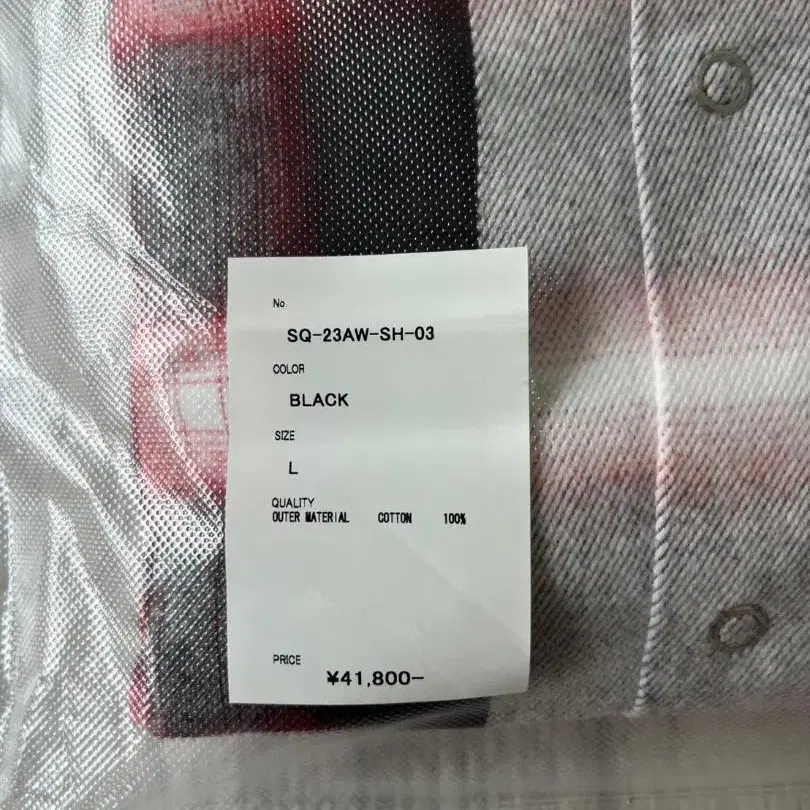 No
SQ-23AW-SH-03
COLOR
BLACK
SIZE
L
QUALITY
OUTER MATERIAL COTTON 100%
PRICE
¥41,800−